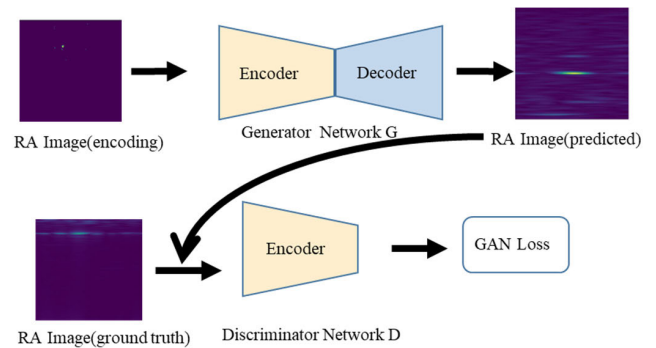 Encoder
Decoder
RA Image(encoding)
Generator Network G
RA Image(predicted)
Encoder
GAN Loss
RA Image(ground truth)
Discriminator Network D